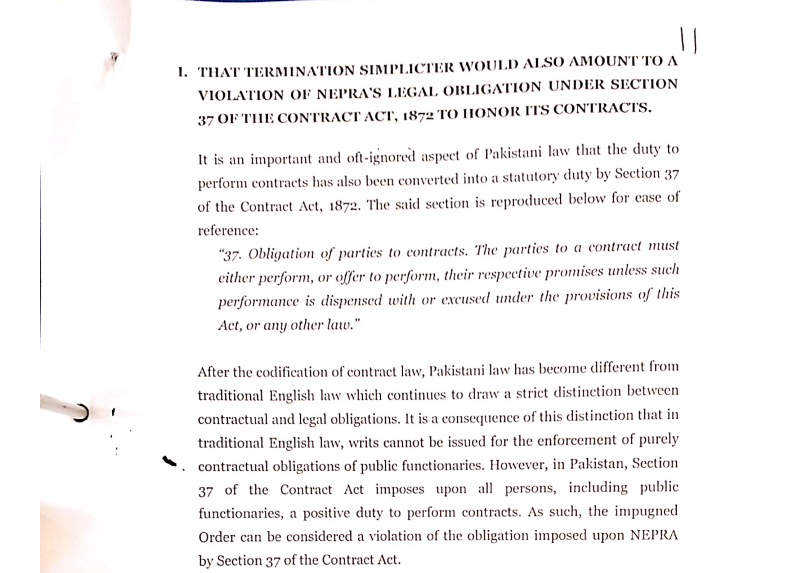 11
I. THAT TERMINATION SIMPLICTER WOULD ALSO AMOUNT TO A
VIOLATION OF NEPRA'S LEGAL OBLIGATION UNDER SECTION
37 OF THE CONTRACT ACT, 1872 TO HONOR ITS CONTRACTS.
It is an important and oft-ignored aspect of Pakistani law that the duty to
perform contracts has also been converted into a statutory duty by Section 37
of the Contract Act, 1872. The said section is reproduced below for ease of
reference:
"37. Obligation of parties to contracts. The parties to a contract must
either perform, or offer to perform, their respective promises unless such
performance is dispensed with or excused under the provisions of this
Act, or any other law."
After the codification of contract law, Pakistani law has become different from
traditional English law which continues to draw a strict distinction between
contractual and legal obligations. It is a consequence of this distinction that in
traditional English law, writs cannot be issued for the enforcement of purely
contractual obligations of public functionaries. However, in Pakistan, Section
37 of the Contract Act imposes upon all persons, including public
functionaries, a positive duty to perform contracts. As such, the impugned
Order can be considered a violation of the obligation imposed upon NEPRA
by Section 37 of the Contract Act.